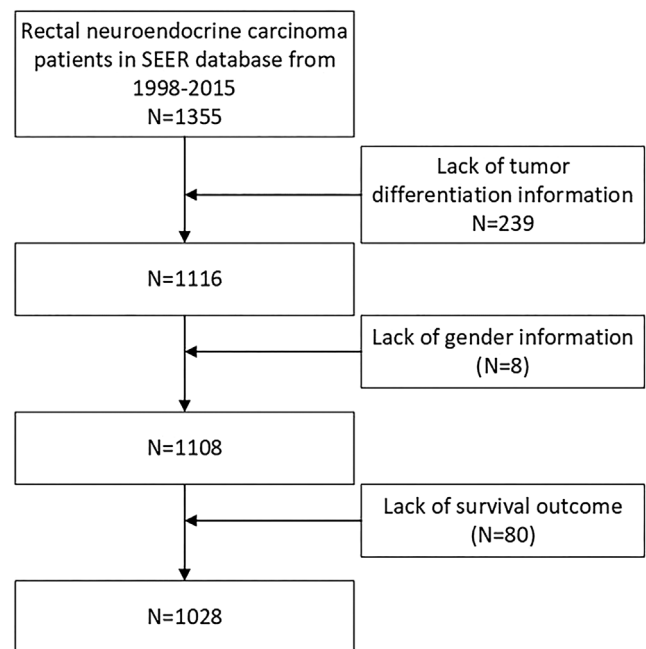 Rectal neuroendocrine carcinoma
patients in SEER database from
1998-2015
N=1355
Lack of tumor
differentiation information
N=239
N=1116
Lack of gender information
(N=8)
N=1108
Lack of survival outcome
(N=80)
N=1028